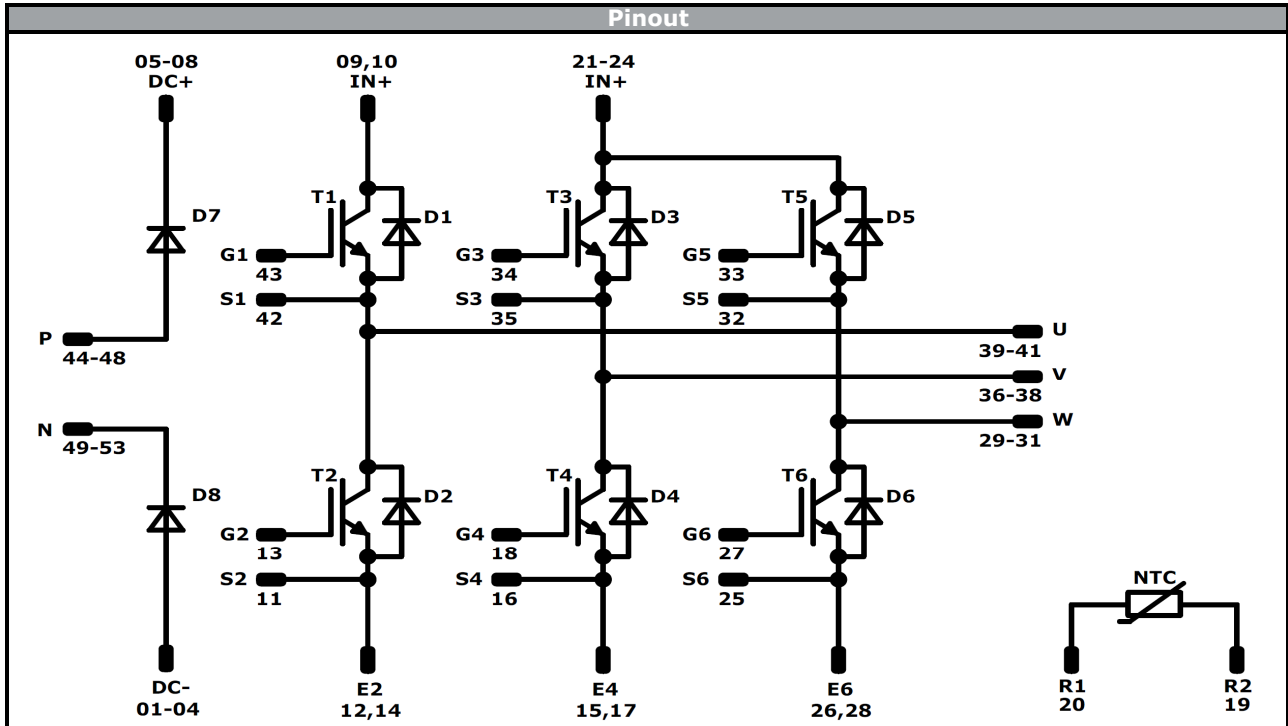 Pinout
05-08
DC+
09,10
IN+
21-24
IN+
T1
T3
T5
D7
D1
D3
D5
G1
43
G3
34
G5
33
S1
42
S3
35
S5
32
P
44-48
U
39-41
V
36-38
N
49-53
W
29-31
T2
T4
T6
D8
D2
D4
D6
G2
13
G4
18
G6
27
S2
11
S4
16
S6
25
NTC
DC-
01-04
E2
12,14
E4
15,17
E6
26,28
R1
20
R2
19